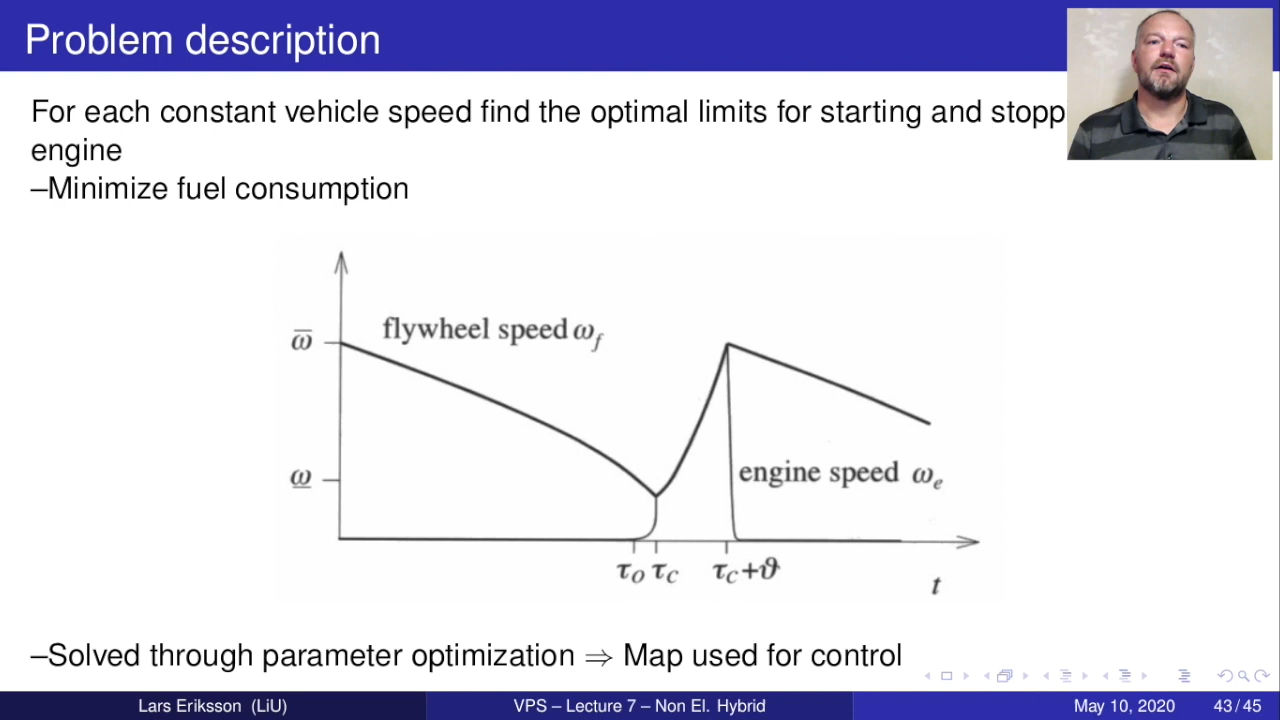 Problem description
For each constant vehicle speed find the optimal limits for starting and stopp
engine
–Minimize fuel consumption
flywheel speed ω_f
ω̅
ω̲
engine speed ω_e
τ_o τ_c τ_c+ϑ
t
–Solved through parameter optimization ⇒ Map used for control
Lars Eriksson (LiU) VPS – Lecture 7 – Non El. Hybrid May 10, 2020 43 / 45